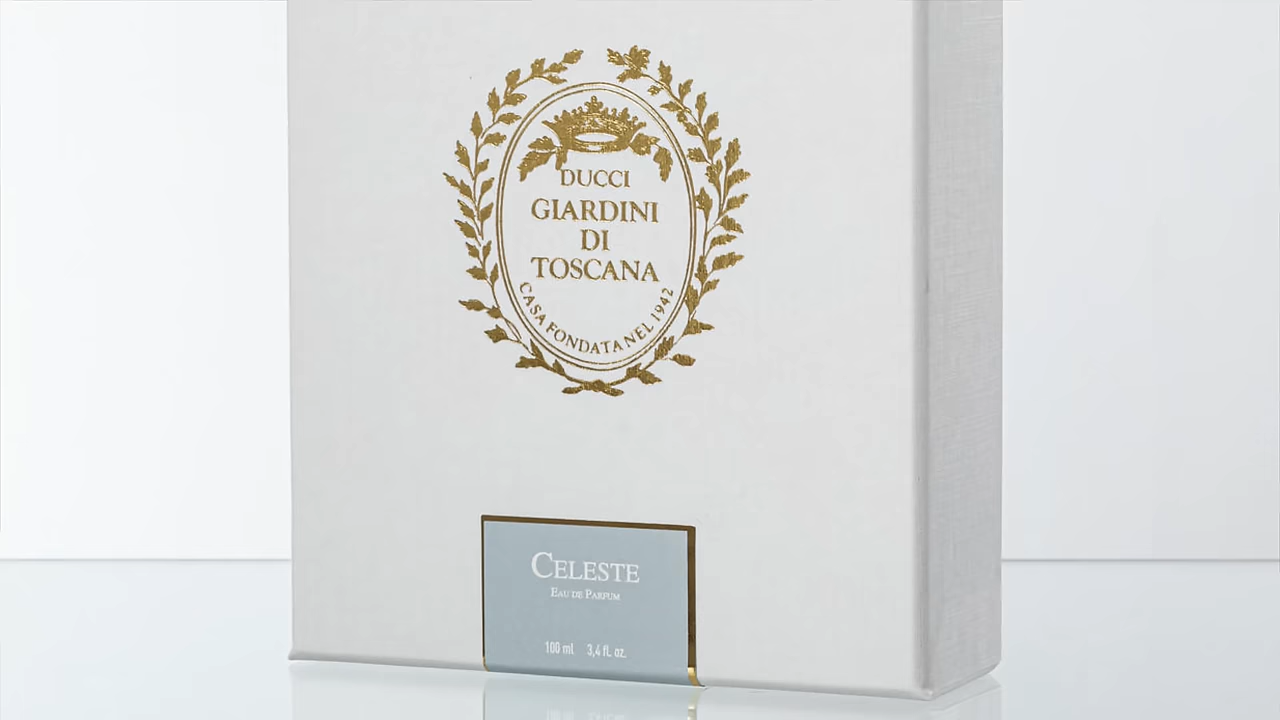 DUCCI
GIARDINI
DI
TOSCANA
CASA FONDATA NEL 1942
CELESTE
EAU DE PARFUM
100 ml 3,4 fl. oz.